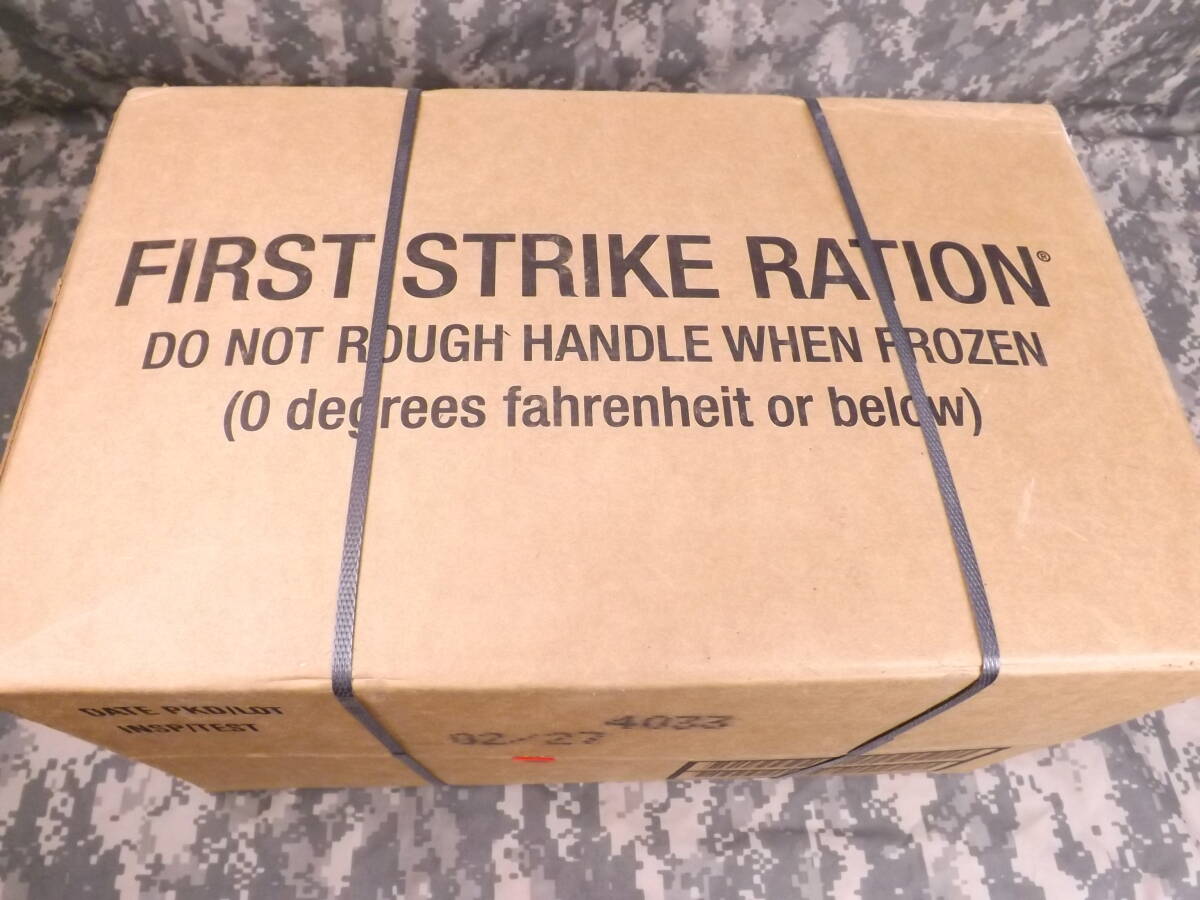 FIRST STRIKE RATION®
DO NOT ROUGH HANDLE WHEN FROZEN
(0 degrees fahrenheit or below)
DATE PKD/LOT
4033
INSP/TEST
02/27